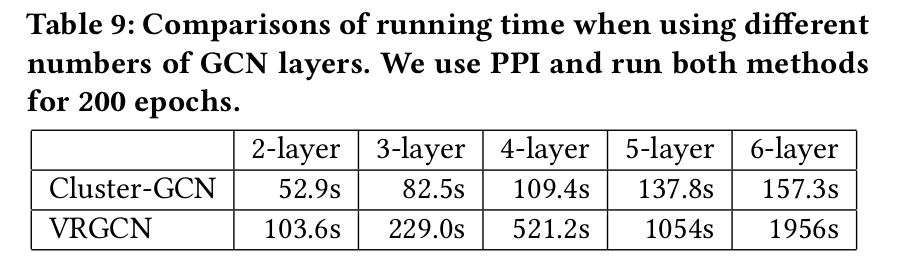 Table 9: Comparisons of running time when using different
numbers of GCN layers. We use PPI and run both methods
for 200 epochs.
2-layer 3-layer 4-layer 5-layer 6-layer
Cluster-GCN 52.9s 82.5s 109.4s 137.8s 157.3s
VRGCN 103.6s 229.0s 521.2s 1054s 1956s